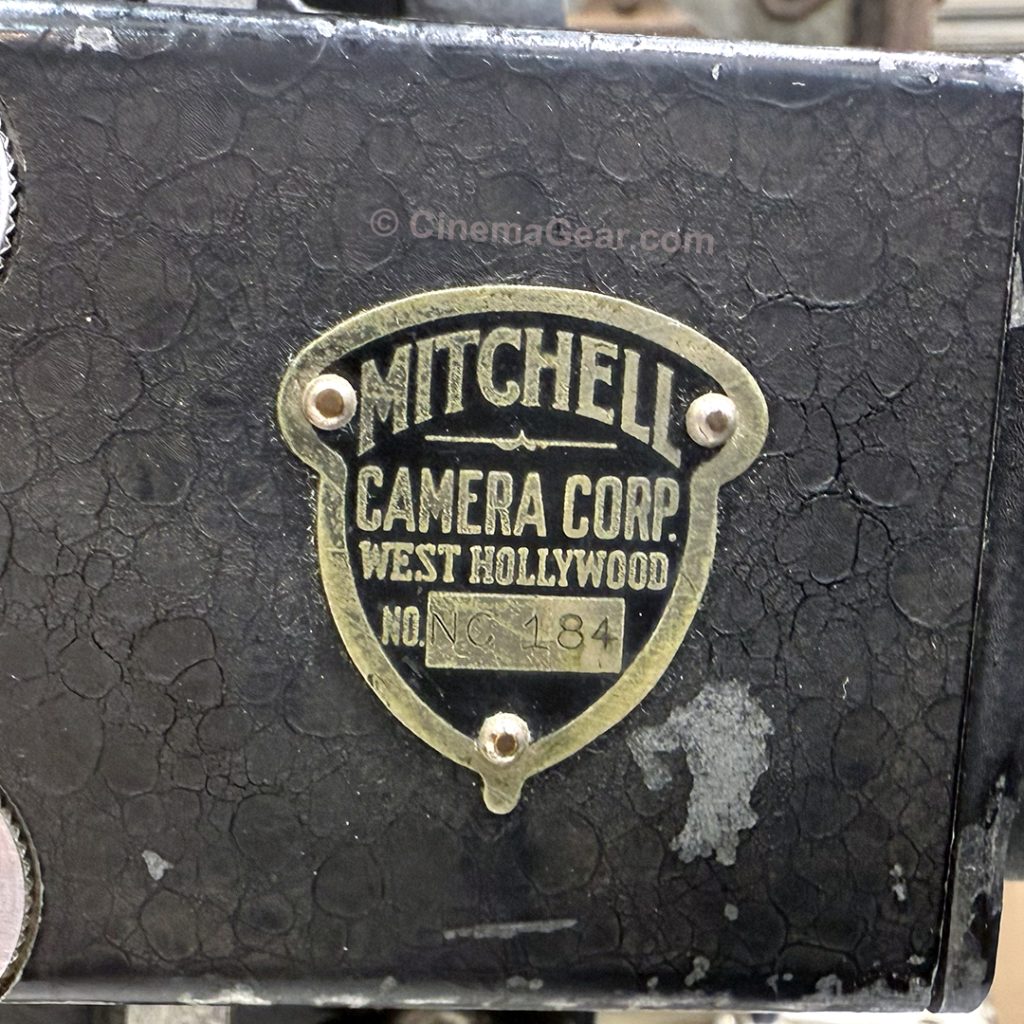 © CinemaGear.com
MITCHELL
CAMERA CORP.
WEST HOLLYWOOD
NO. NC 184